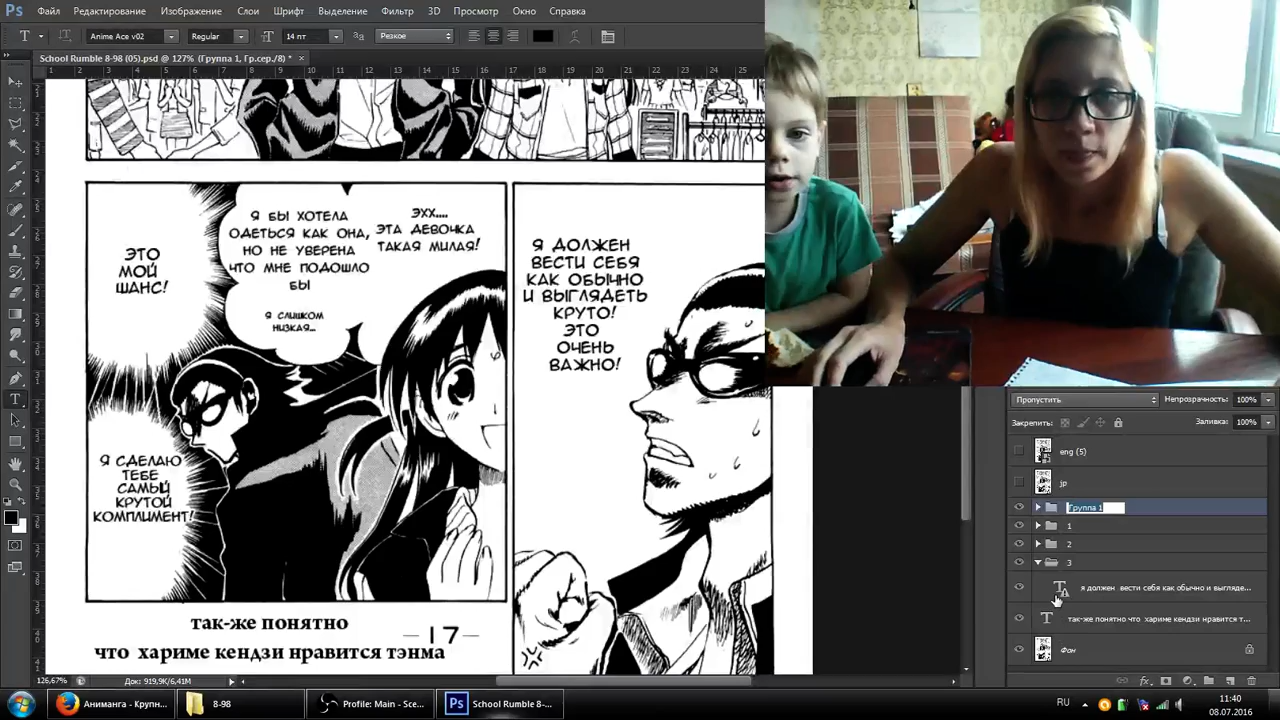 Ps Файл Редактирование Изображение Слои Шрифт Выделение Фильтр 3D Просмотр Окно Справка
Anime Ace v02 Regular 14 пт Резкое
School Rumble 8-98 (05).psd @ 127% (Группа 1, Гр.сер./8) *
ЭТО
МОЙ
ШАНС!
Я БЫ ХОТЕЛА
ОДЕТЬСЯ КАК ОНА,
НО НЕ УВЕРЕНА
ЧТО МНЕ ПОДОШЛО
БЫ
Я СЛИШКОМ
НИЗКАЯ...
ЭХХ....
ЭТА ДЕВОЧКА
ТАКАЯ МИЛАЯ!
Я СДЕЛАЮ
ТЕБЕ
САМЫЙ
КРУТОЙ
КОМПЛИМЕНТ!
Я ДОЛЖЕН
ВЕСТИ СЕБЯ
КАК ОБЫЧНО
И ВЫГЛЯДЕТЬ
КРУТО!
ЭТО
ОЧЕНЬ
ВАЖНО!
так-же понятно
— 17 —
что хариме кендзи нравится тэнма
Пропустить Непрозрачность: 100%
Закрепить: Заливка: 100%
eng (5)
jp
Группа 1
1
2
3
я должен вести себя как обычно и выгляде...
так-же понятно что хариме кендзи нравится т...
Фон
126,67% Док: 919,9К/6,41М
Аниманга - Крупн... 8-98 Profile: Main - Sce... School Rumble 8-... RU 11:40
08.07.2016